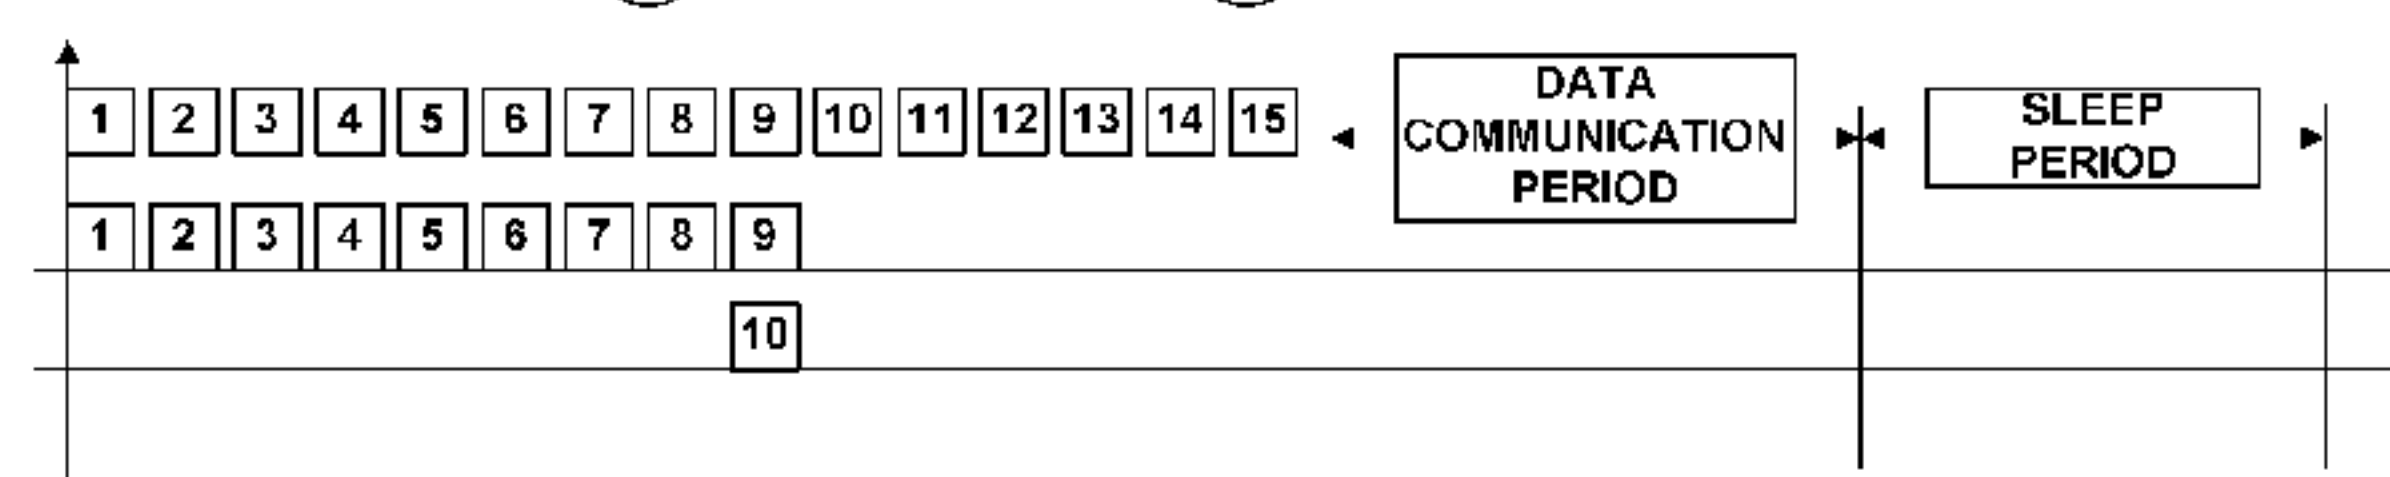 1 2 3 4 5 6 7 8 9 10 11 12 13 14 15
DATA
COMMUNICATION
PERIOD
SLEEP
PERIOD
1 2 3 4 5 6 7 8 9
10